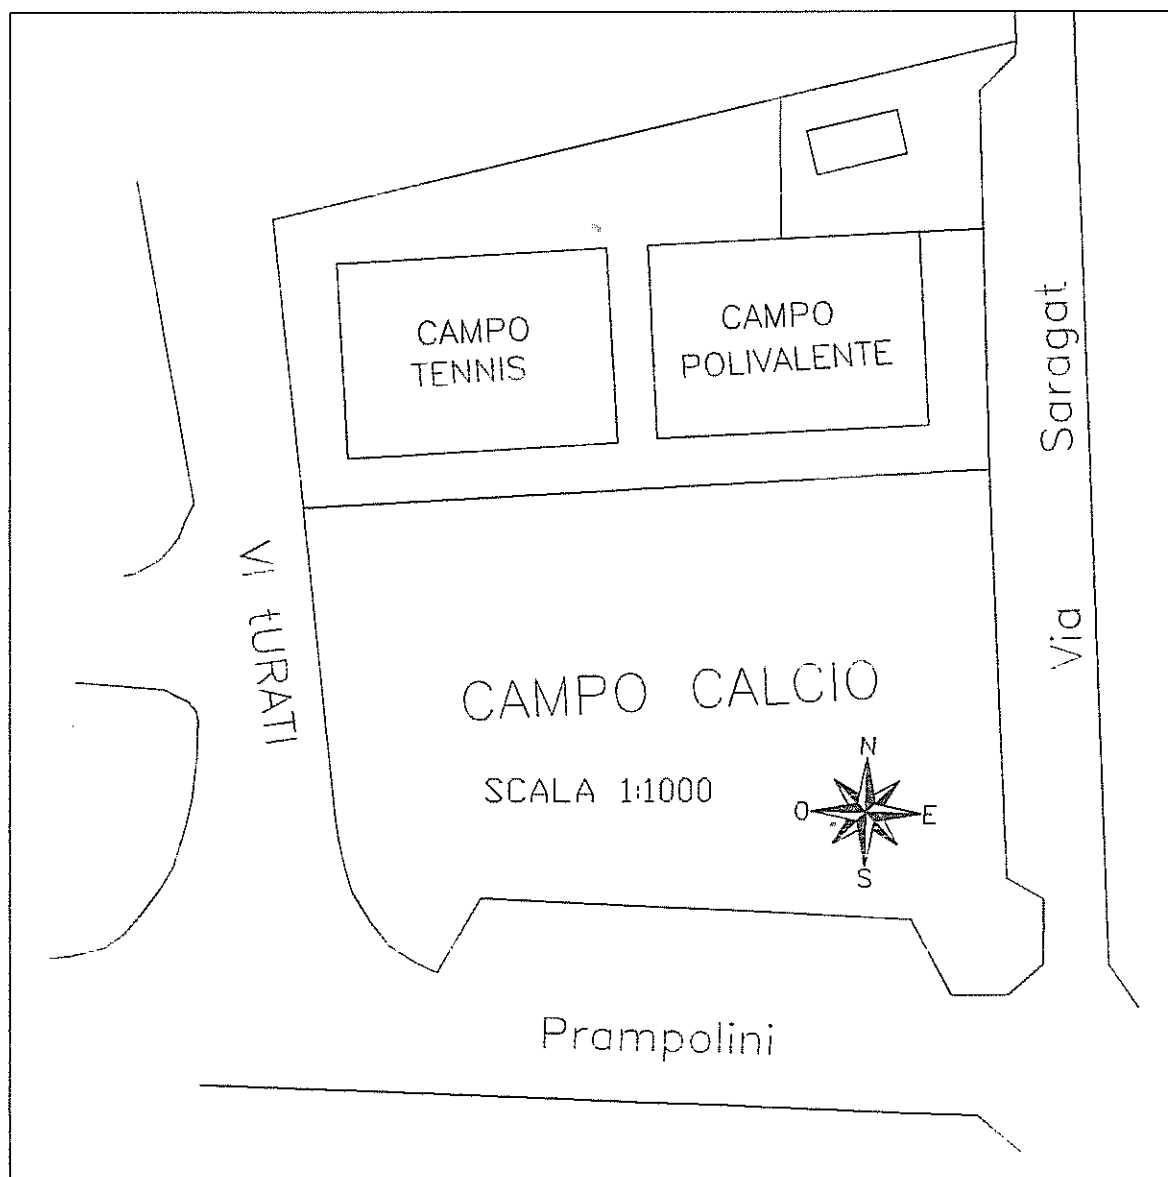 CAMPO
TENNIS
CAMPO
POLIVALENTE
Via Saragat
VI tURATI
CAMPO CALCIO
SCALA 1:1000
N
O
E
S
Prampolini